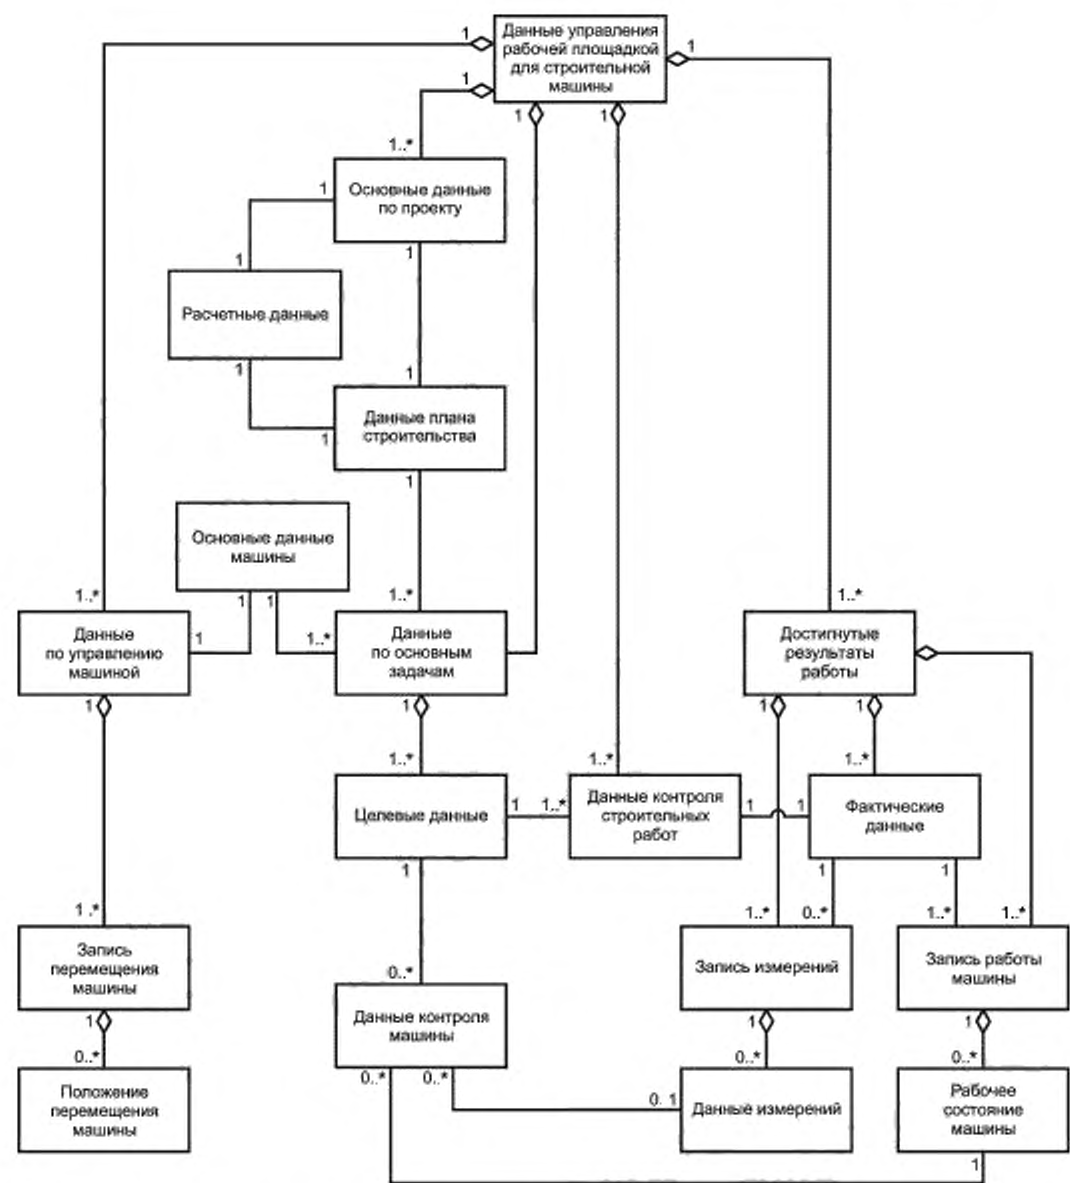 1
Данные управления
рабочей площадкой
для строительной
машины
1
1
1
1
1..*
Основные данные
по проекту
1
1
1
Расчетные данные
1
1
Данные плана
строительства
1
1
Основные данные
машины
1..*
1
1
1..*
1..*
Данные
по управлению
машиной
1
1..*
Данные
по основным
задачам
Достигнутые
результаты
работы
1
1
1
1
1..*
1..*
1..*
Целевые данные
1
1..*
Данные контроля
строительных
работ
1
1
Фактические
данные
1
1
1
1 .*
1..*
0..*
1..*
1..*
Запись
перемещения
машины
Запись измерений
Запись работы
машины
0..*
Данные контроля
машины
1
1
1
0..*
0..*
0..*
Положение
перемещения
машины
0..*
0..*
0. 1
Данные измерений
Рабочее
состояние
машины
1